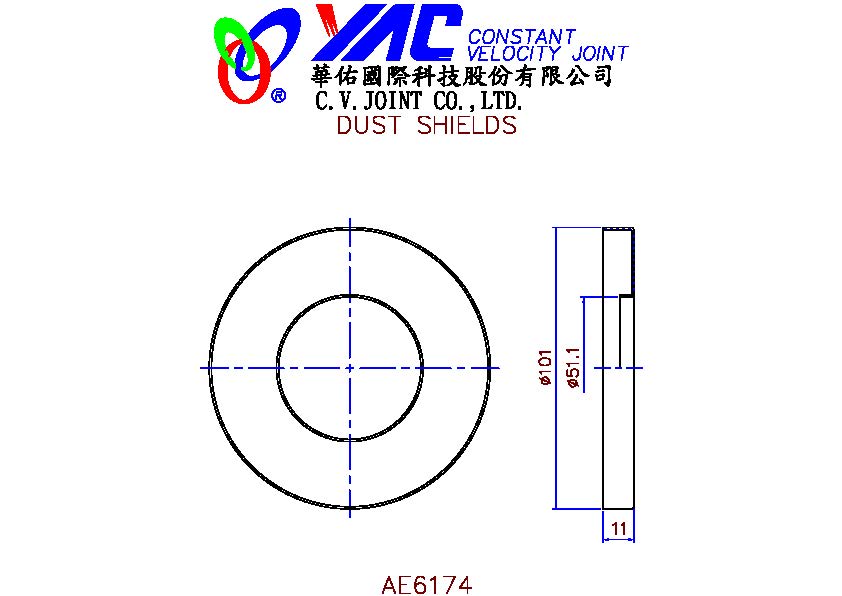 YAC CONSTANT
VELOCITY JOINT
華佑國際科技股份有限公司
®
C.V.JOINT CO.,LTD.
DUST SHIELDS
ø101
ø51.1
11
AE6174